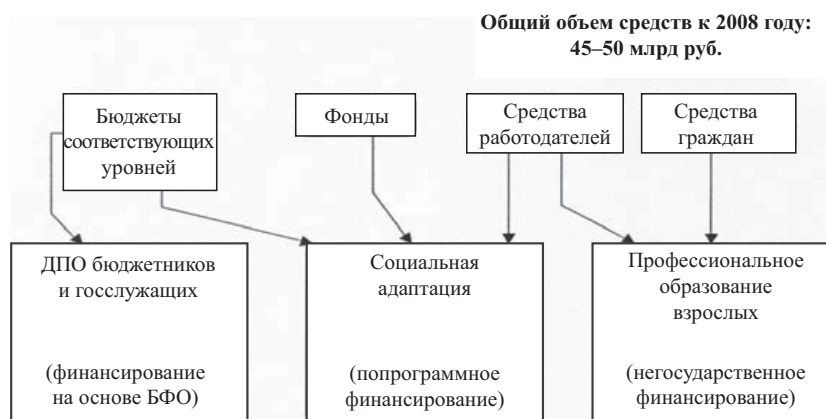 Общий объем средств к 2008 году:
45–50 млрд руб.
Бюджеты
соответствующих
уровней
Фонды
Средства
работодателей
Средства
граждан
ДПО бюджетников
и госслужащих
(финансирование
на основе БФО)
Социальная
адаптация
(попрограммное
финансирование)
Профессиональное
образование
взрослых
(негосударственное
финансирование)